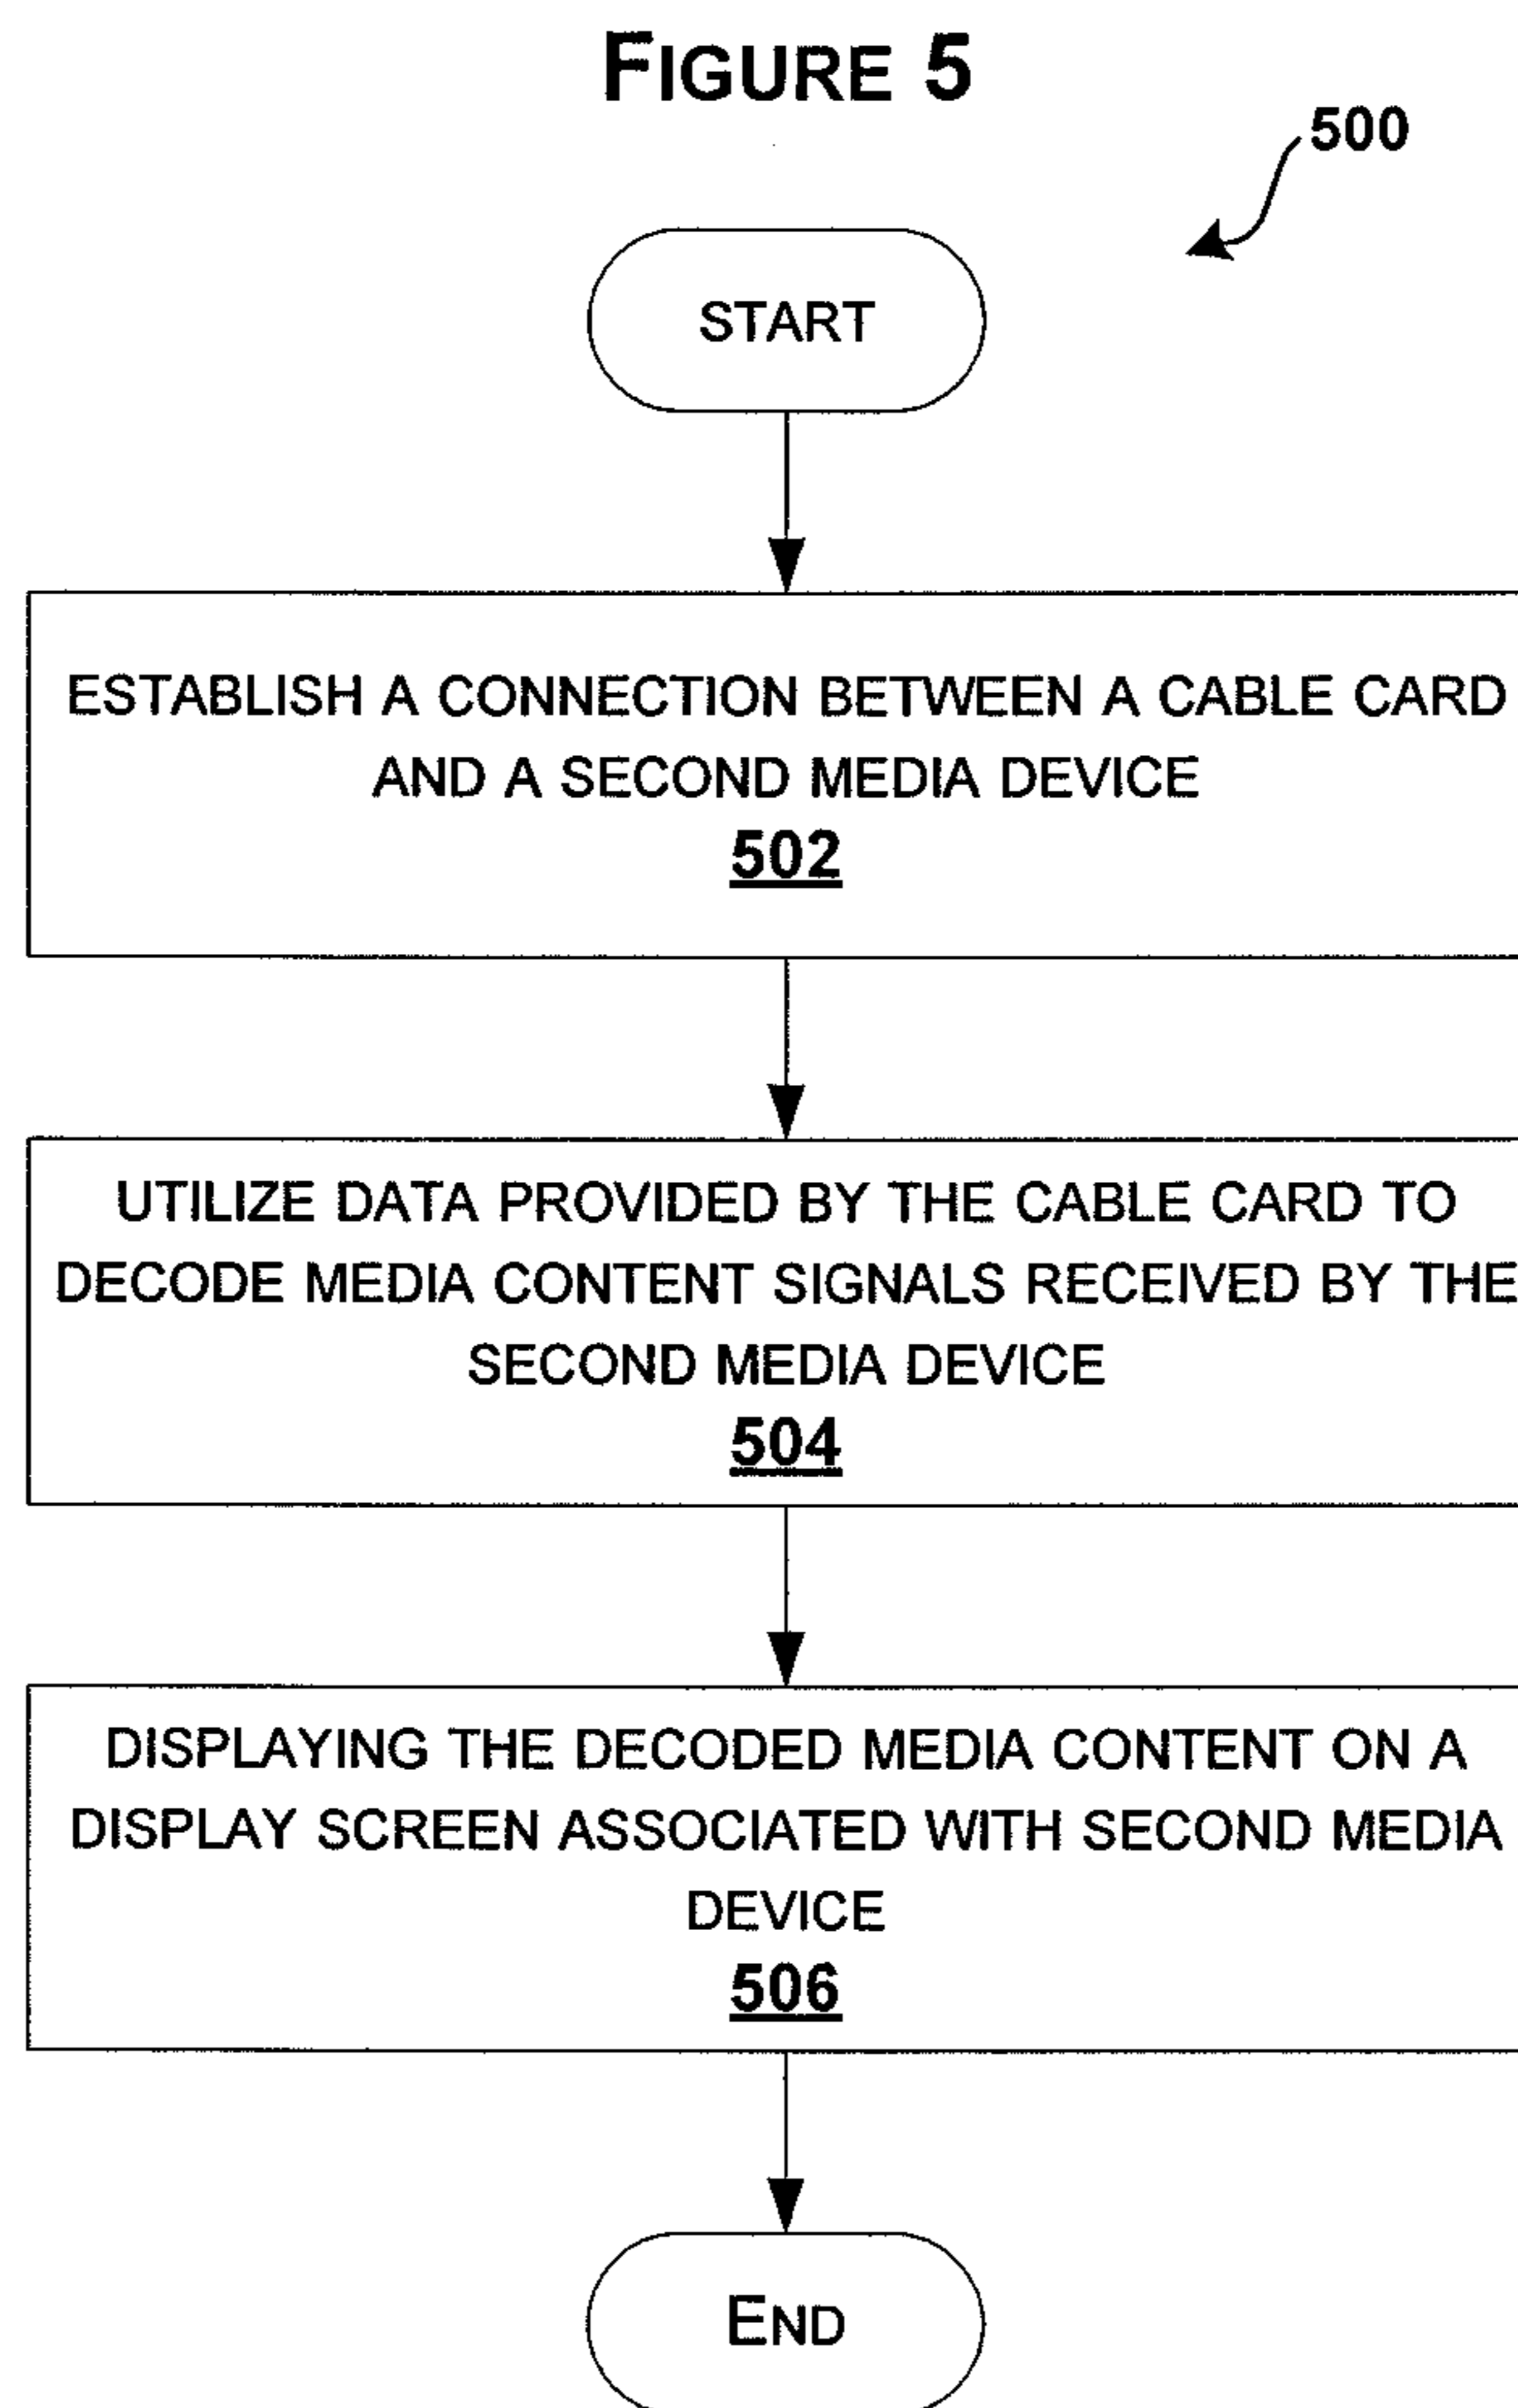 FIGURE 5
500
START
ESTABLISH A CONNECTION BETWEEN A CABLE CARD
AND A SECOND MEDIA DEVICE
502
UTILIZE DATA PROVIDED BY THE CABLE CARD TO
DECODE MEDIA CONTENT SIGNALS RECEIVED BY THE
SECOND MEDIA DEVICE
504
DISPLAYING THE DECODED MEDIA CONTENT ON A
DISPLAY SCREEN ASSOCIATED WITH SECOND MEDIA
DEVICE
506
END